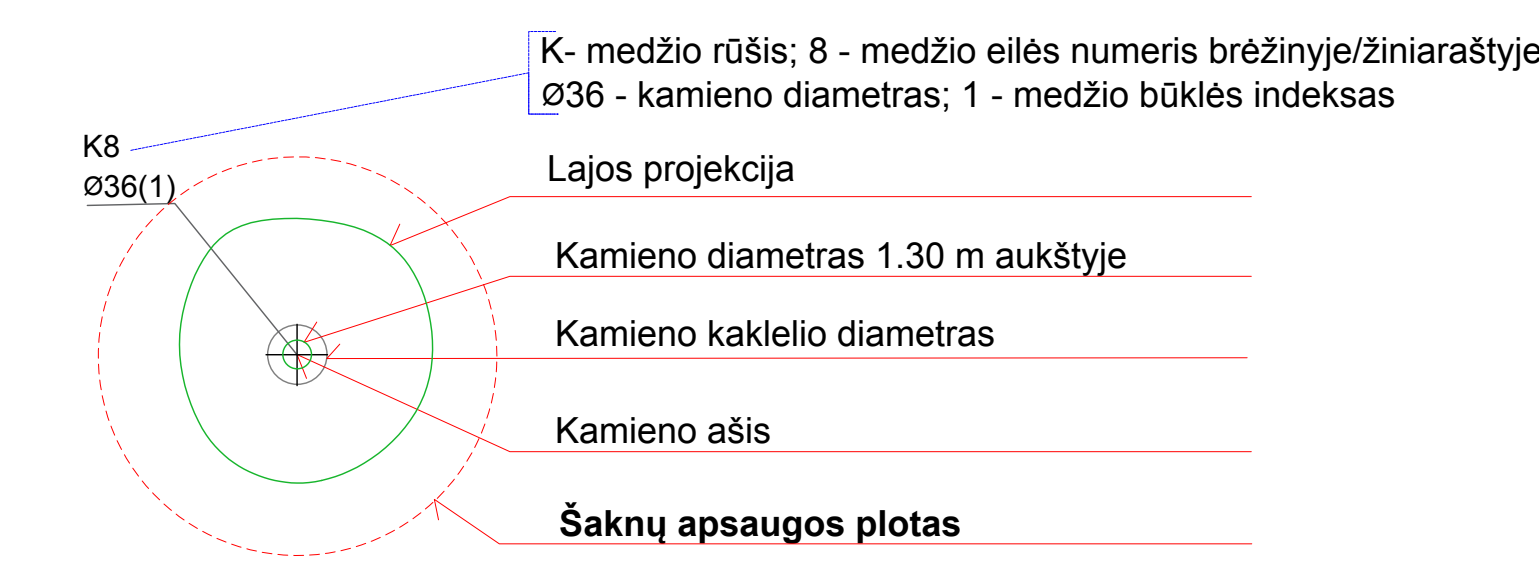 K- medžio rūšis; 8 - medžio eilės numeris brėžinyje/žiniaraštyje
Ø36 - kamieno diametras; 1 - medžio būklės indeksas
K8
Ø36(1)
Lajos projekcija
Kamieno diametras 1.30 m aukštyje
Kamieno kaklelio diametras
Kamieno ašis
Šaknų apsaugos plotas